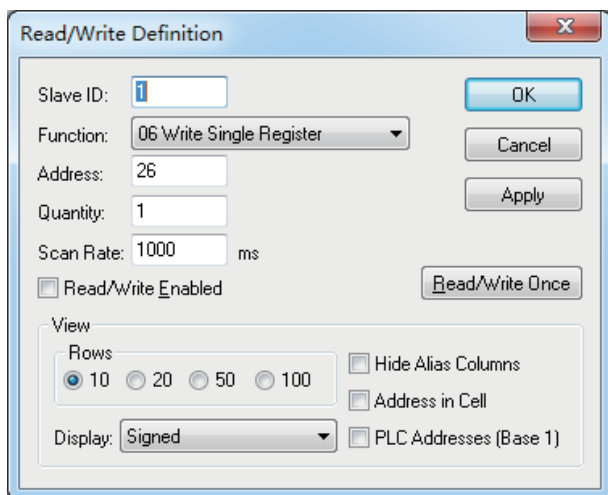 Read/Write Definition
Slave ID: 1
OK
Function: 06 Write Single Register
Cancel
Address: 26
Apply
Quantity: 1
Scan Rate: 1000 ms
Read/Write Enabled
Read/Write Once
View
Rows
10 20 50 100
Hide Alias Columns
Address in Cell
Display: Signed
PLC Addresses (Base 1)